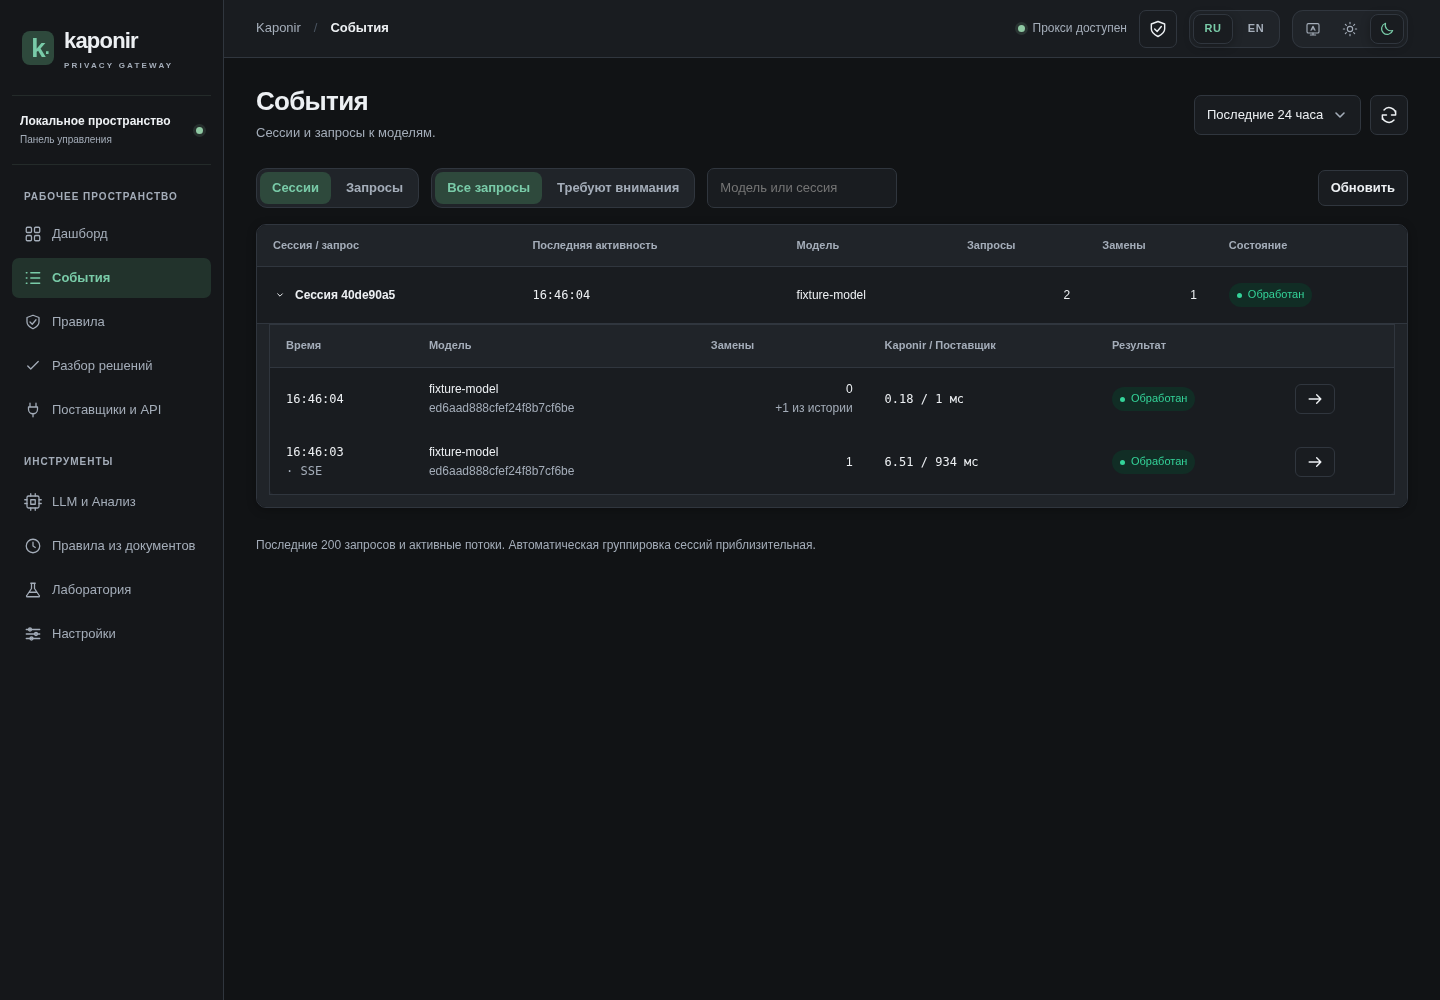 k.
kaponir
PRIVACY GATEWAY
Локальное пространство
Панель управления
РАБОЧЕЕ ПРОСТРАНСТВО
Дашборд
События
Правила
Разбор решений
Поставщики и API
ИНСТРУМЕНТЫ
LLM и Анализ
Правила из документов
Лаборатория
Настройки
Kaponir / События
Прокси доступен
RU EN
События
Сессии и запросы к моделям.
Последние 24 часа
Сессии Запросы Все запросы Требуют внимания Модель или сессия Обновить
Сессия / запрос Последняя активность Модель Запросы Замены Состояние
Сессия 40de90a5 16:46:04 fixture-model 2 1 Обработан
Время Модель Замены Kaponir / Поставщик Результат
16:46:04 fixture-model 0 0.18 / 1 мс Обработан
ed6aad888cfef24f8b7cf6be +1 из истории
16:46:03 fixture-model 1 6.51 / 934 мс Обработан
· SSE ed6aad888cfef24f8b7cf6be
Последние 200 запросов и активные потоки. Автоматическая группировка сессий приблизительная.